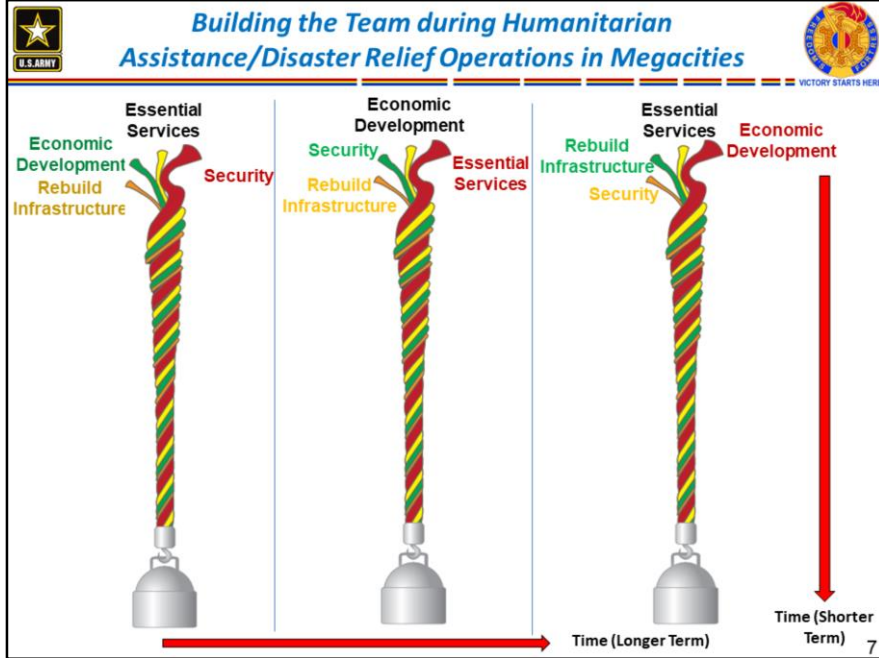 Building the Team during Humanitarian
Assistance/Disaster Relief Operations in Megacities
U.S.ARMY
FREEDOM'S FORTRESS
VICTORY STARTS HERE
Essential
Services
Economic
Development
Rebuild
Infrastructure
Security
Economic
Development
Security
Rebuild
Infrastructure
Essential
Services
Essential
Services
Rebuild
Infrastructure
Security
Economic
Development
Time (Longer Term)
Time (Shorter
Term)
7